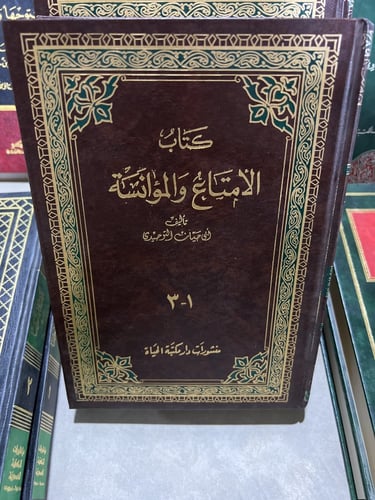 كتاب
الإمتاع والمؤانسة
تأليف
أبي حيان التوحيدي
١-٣
منشورات دار مكتبة الحياة